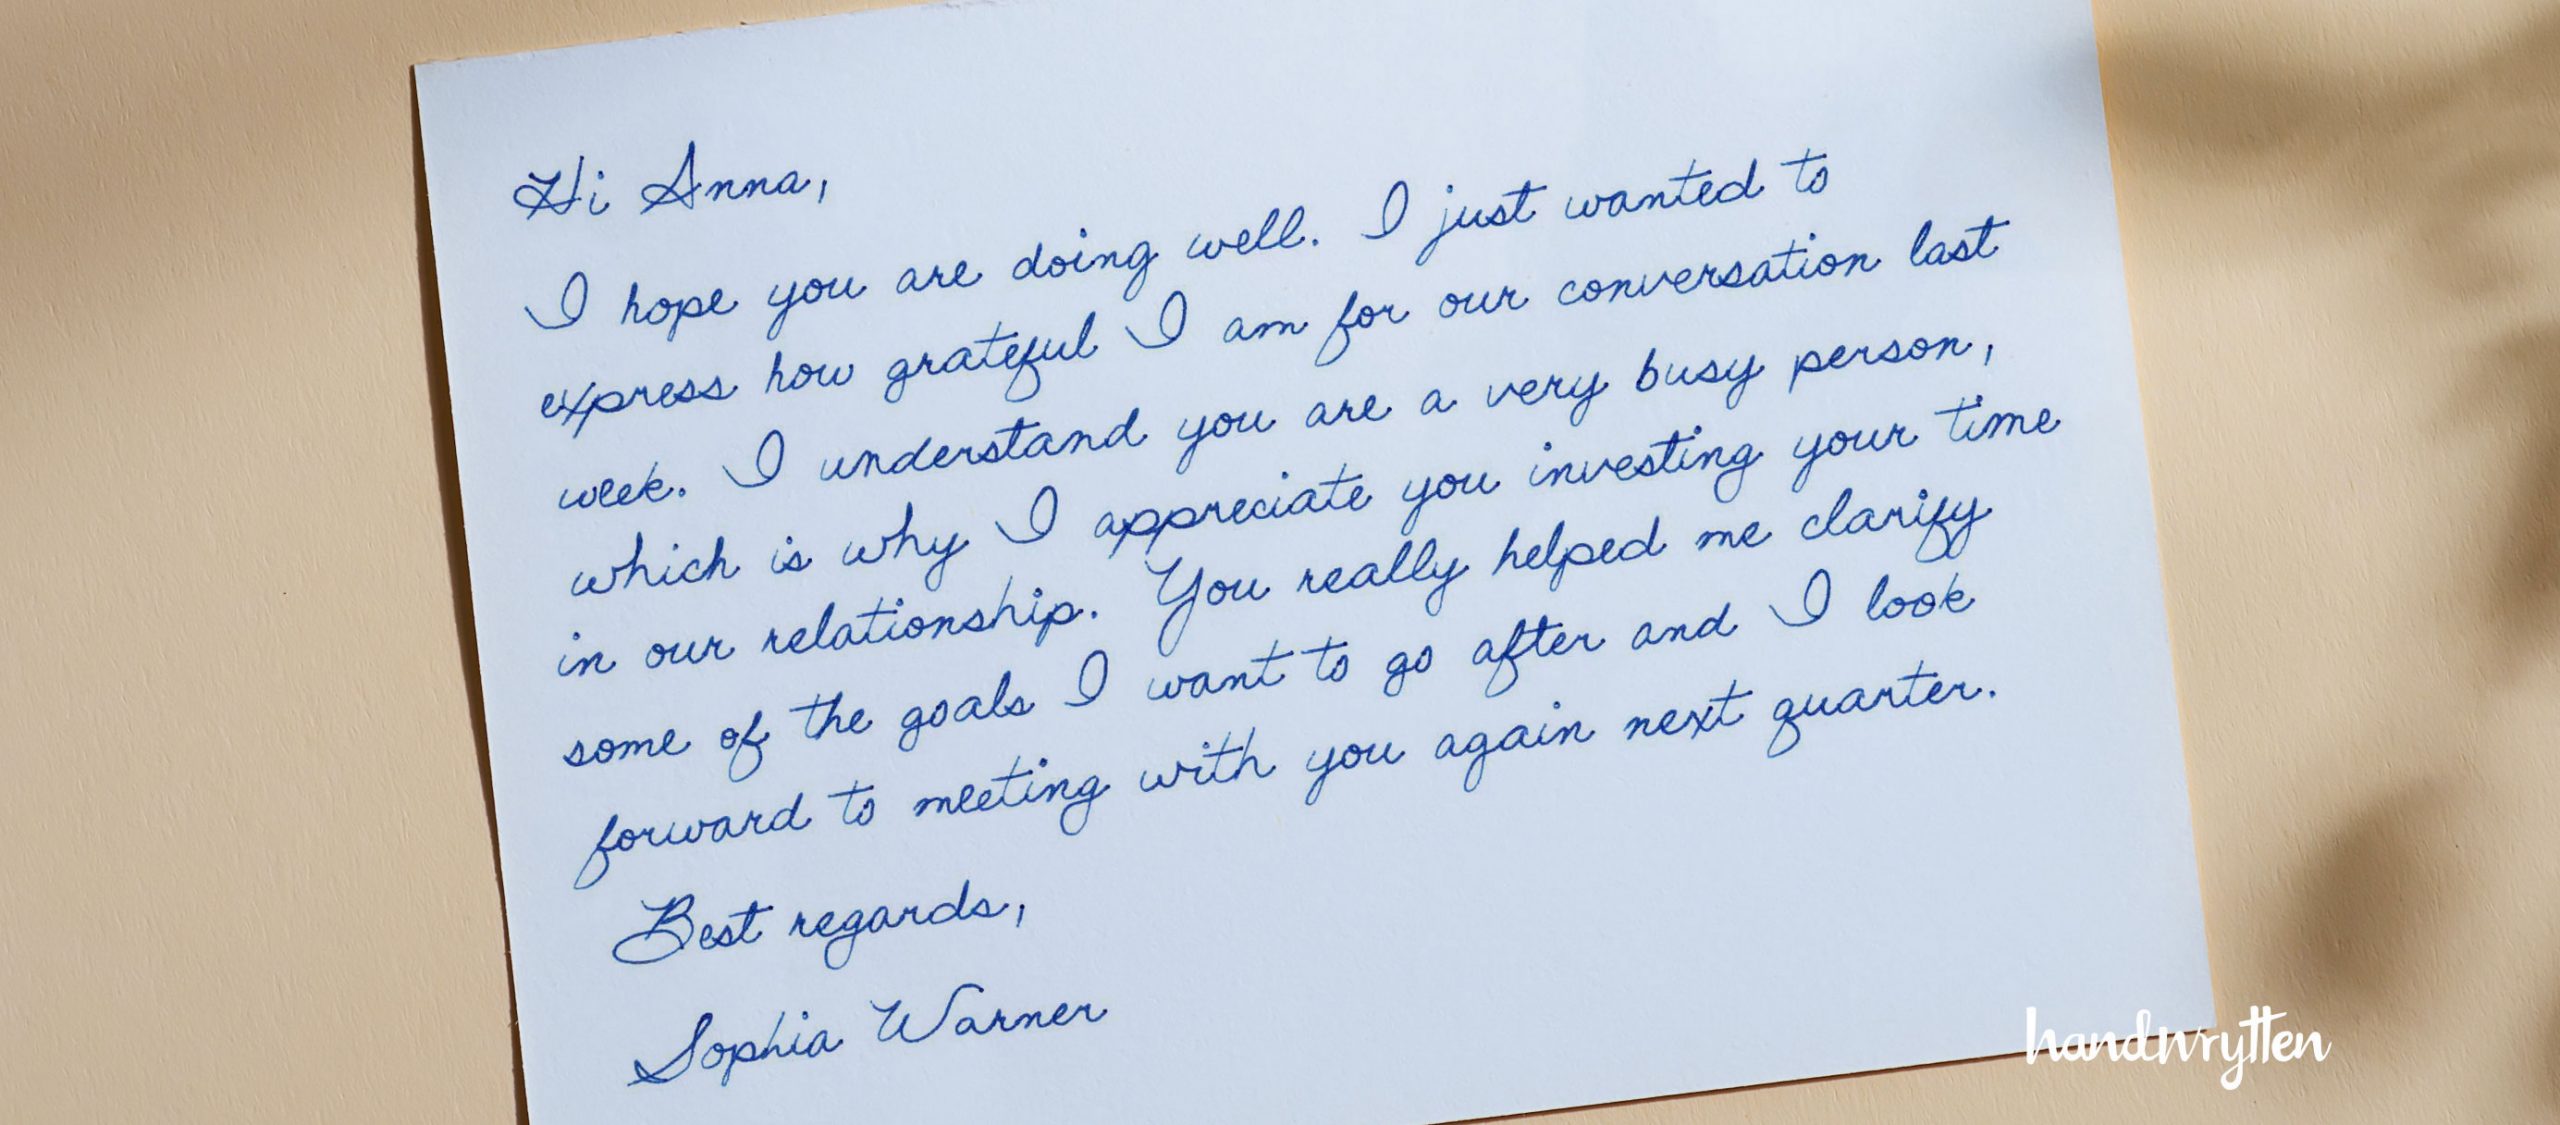 Hi Anna,
I hope you are doing well. I just wanted to
express how grateful I am for our conversation last
week. I understand you are a very busy person,
which is why I appreciate you investing your time
in our relationship. You really helped me clarify
some of the goals I want to go after and I look
forward to meeting with you again next quarter.
Best regards,
Sophia Warner
handwrytten